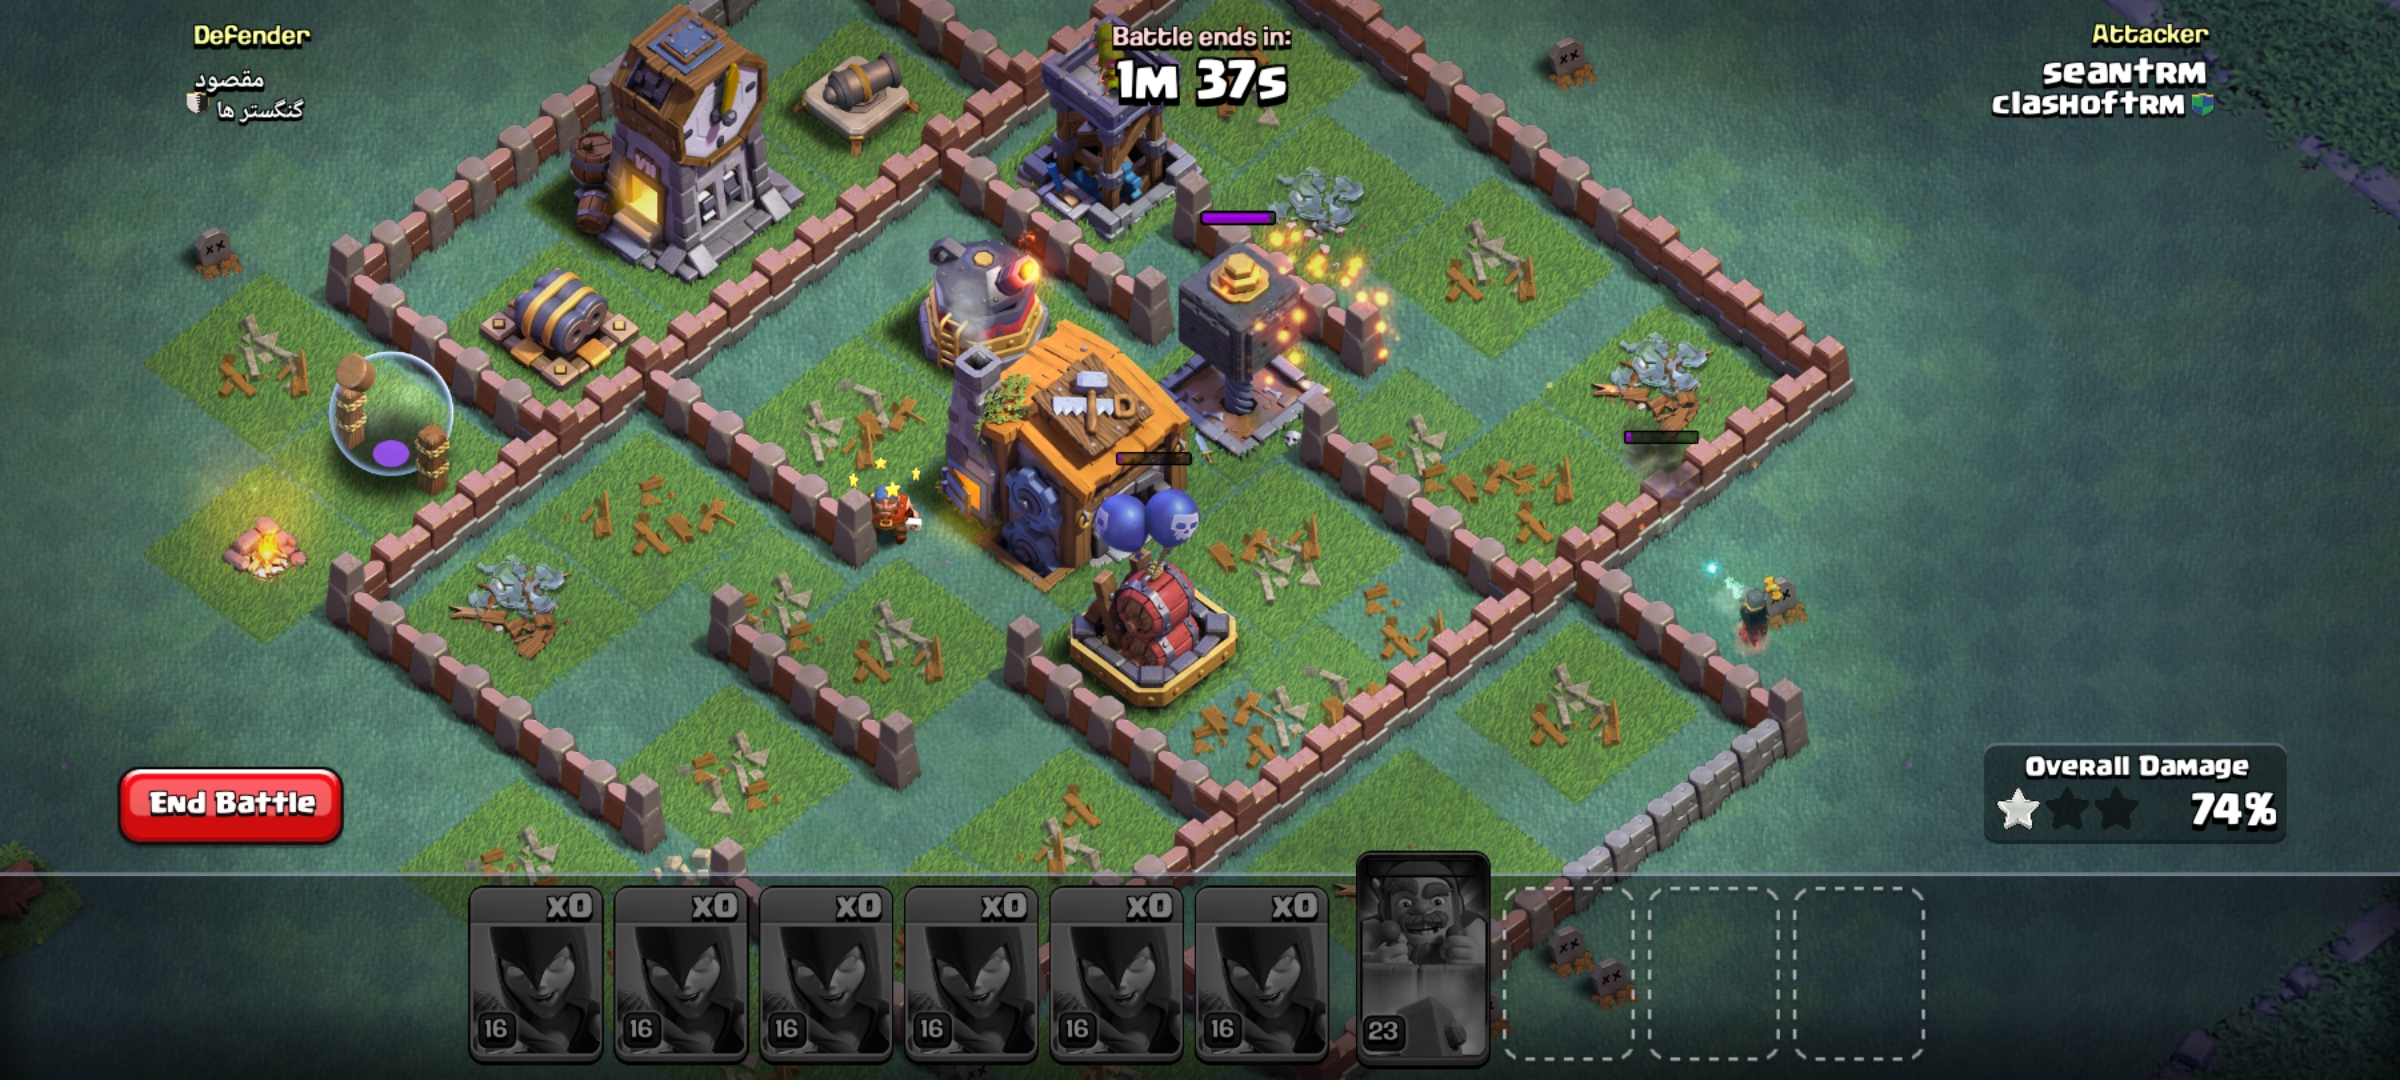 Defender
مقصود
گنگستر ها
Battle ends in:
1M 37s
Attacker
seantrm
clashoftrm
VII
End Battle
Overall Damage
74%
x0
x0
x0
x0
x0
x0
16
16
16
16
16
16
23